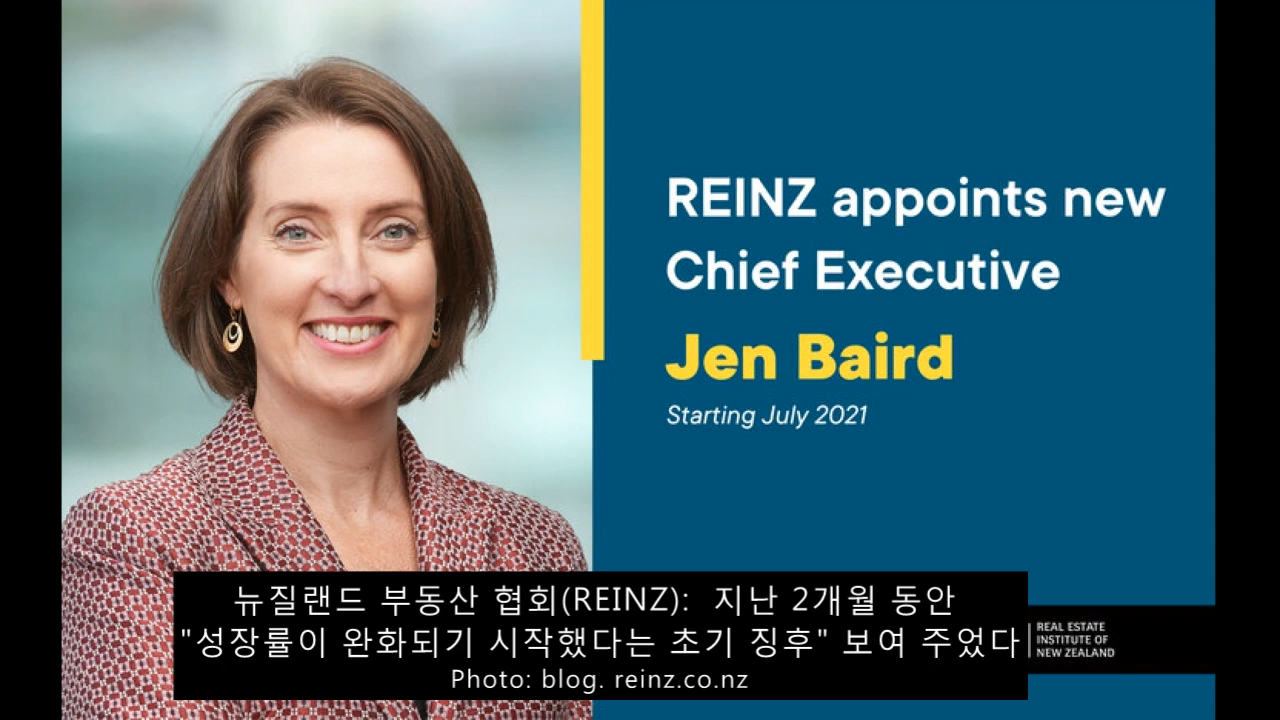 REINZ appoints new
Chief Executive
Jen Baird
Starting July 2021
뉴질랜드 부동산 협회(REINZ): 지난 2개월 동안
"성장률이 완화되기 시작했다는 초기 징후" 보여 주었다
Photo: blog. reinz.co.nz
REAL ESTATE
INSTITUTE OF
NEW ZEALAND